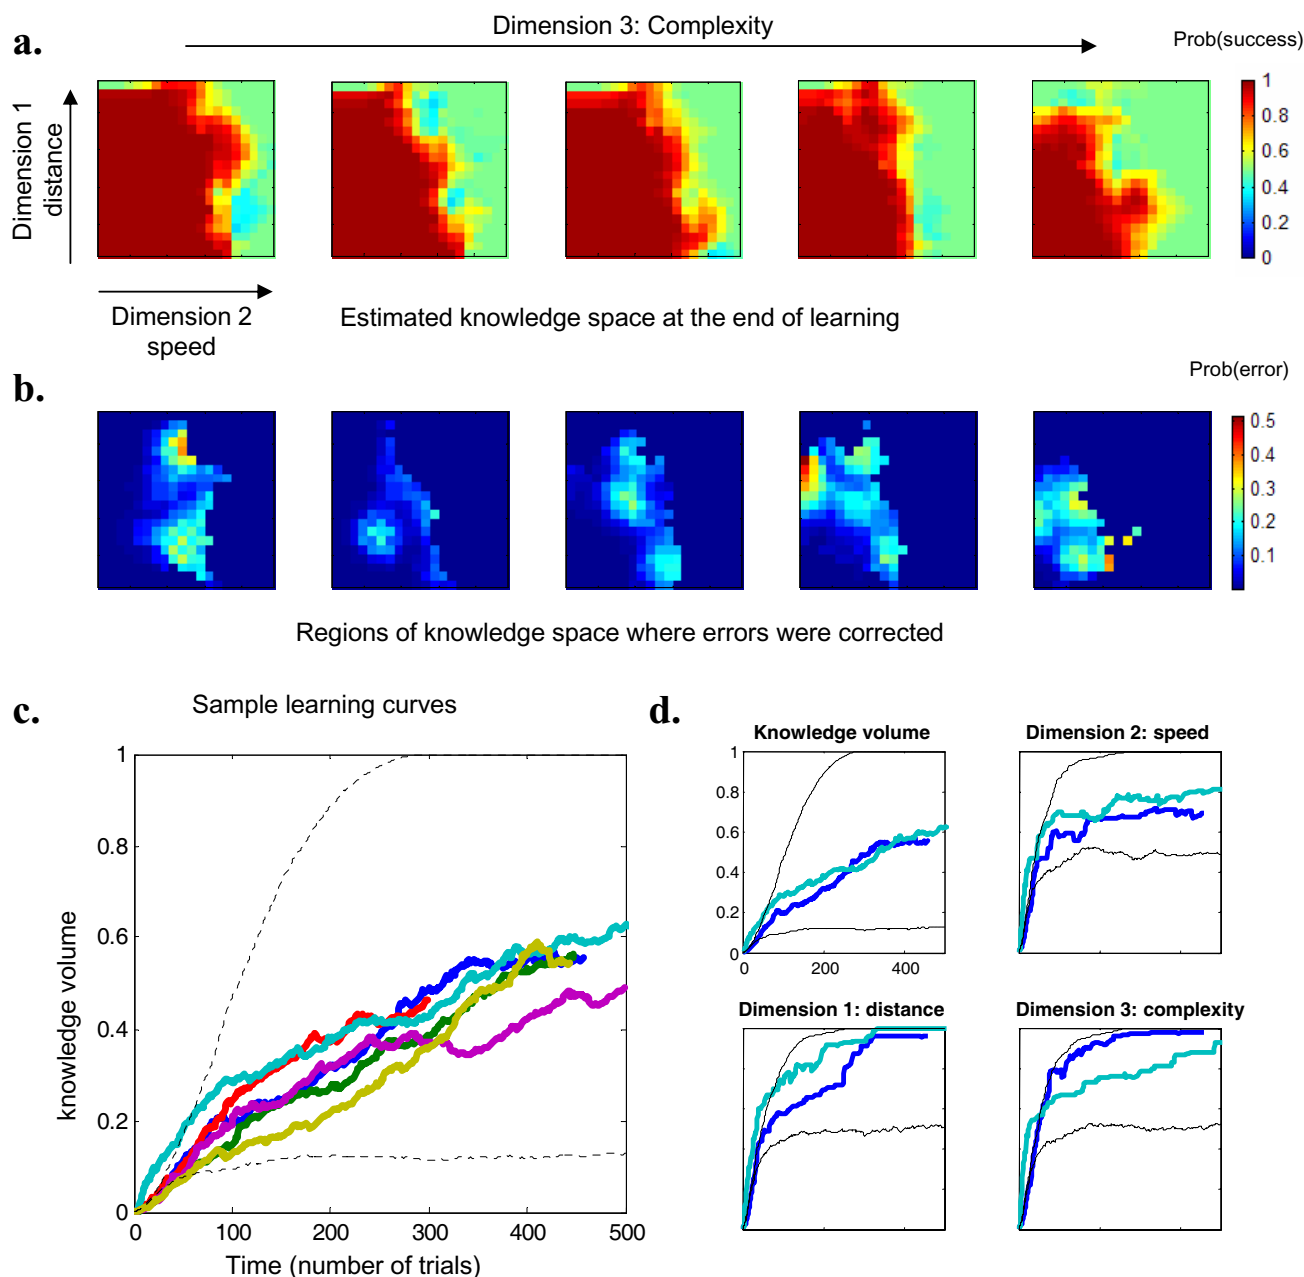 a.
Dimension 3: Complexity
Prob(success)
Dimension 1
distance
1
0.8
0.6
0.4
0.2
0
Dimension 2
speed
Estimated knowledge space at the end of learning
b.
Prob(error)
0.5
0.4
0.3
0.2
0.1
Regions of knowledge space where errors were corrected
c.
Sample learning curves
1
0.8
0.6
0.4
0.2
0
knowledge volume
0
100
200
300
400
500
Time (number of trials)
d.
Knowledge volume
1
0.8
0.6
0.4
0.2
0
0
200
400
Dimension 2: speed
Dimension 1: distance
Dimension 3: complexity